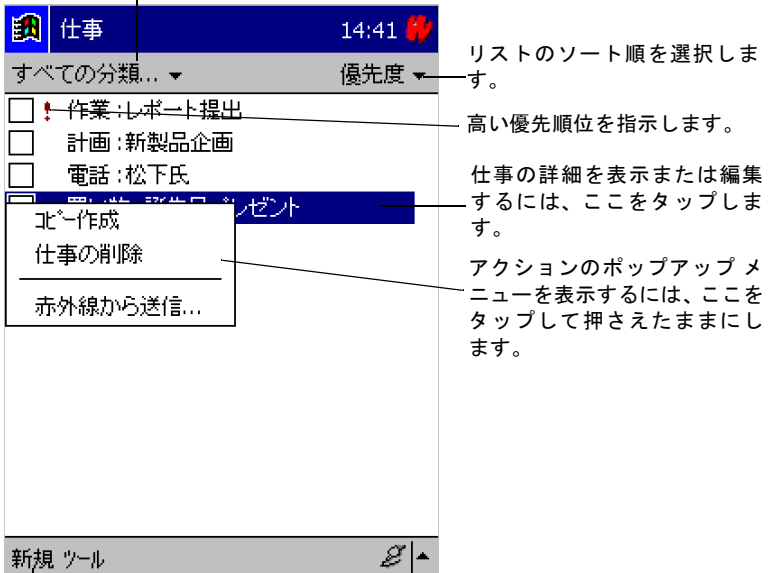 仕事 14:41
すべての分類... 優先度
作業:レポート提出
計画:新製品企画
電話:松下氏
レゼント
コピー作成
仕事の削除
赤外線から送信...
新規 ツール
リストのソート順を選択しま
す。
高い優先順位を指示します。
仕事の詳細を表示または編集
するには、ここをタップしま
す。
アクションのポップアップ メ
ニューを表示するには、ここを
タップして押さえたままにし
ます。